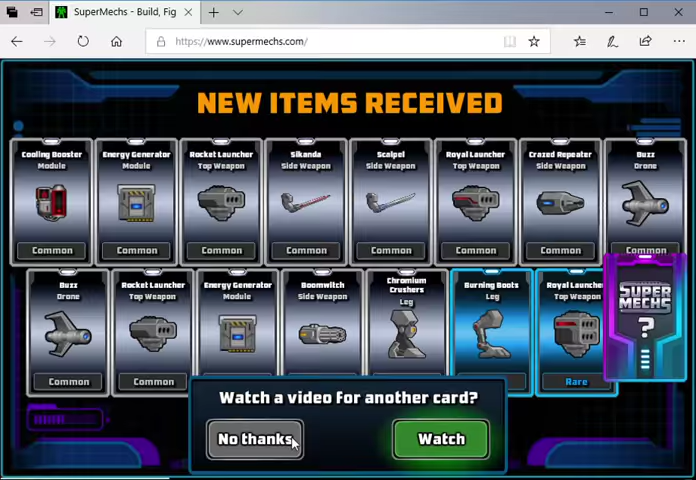 SuperMechs - Build, Fig
https://www.supermechs.com/
NEW ITEMS RECEIVED
Cooling Booster
Module
Common
Energy Generator
Module
Common
Rocket Launcher
Top Weapon
Common
Sikanda
Side Weapon
Common
Scalpel
Side Weapon
Common
Royal Launcher
Top Weapon
Common
Crazed Repeater
Side Weapon
Common
Buzz
Drone
Common
Buzz
Drone
Common
Rocket Launcher
Top Weapon
Common
Energy Generator
Module
Boomwitch
Side Weapon
Chromium
Crushers
Leg
Burning Boots
Leg
Royal Launcher
Top Weapon
Rare
SUPER
MECHS
?
Watch a video for another card?
No thanks
Watch